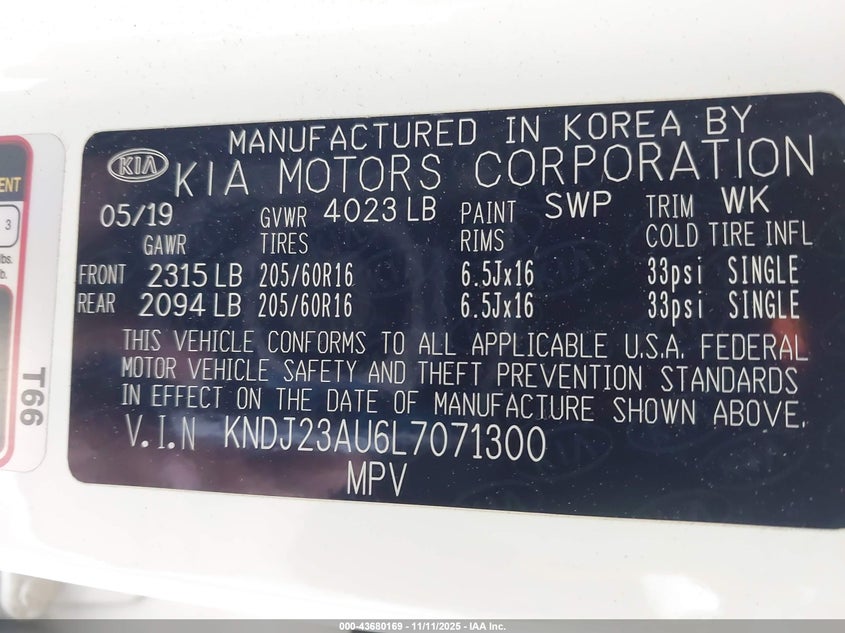 MANUFACTURED IN KOREA BY
KIA KIA MOTORS CORPORATION
05/19 GVWR 4023 LB PAINT SWP TRIM WK
GAWR TIRES RIMS COLD TIRE INFL
FRONT 2315 LB 205/60R16 6.5Jx16 33psi SINGLE
REAR 2094 LB 205/60R16 6.5Jx16 33psi SINGLE
THIS VEHICLE CONFORMS TO ALL APPLICABLE U.S.A. FEDERAL
MOTOR VEHICLE SAFETY AND THEFT PREVENTION STANDARDS
IN EFFECT ON THE DATE OF MANUFACTURE SHOWN ABOVE.
V.I.N KNDJ23AU6L7071300
MPV
3
T66
000-43680169 - 11/11/2025 - IAA Inc.